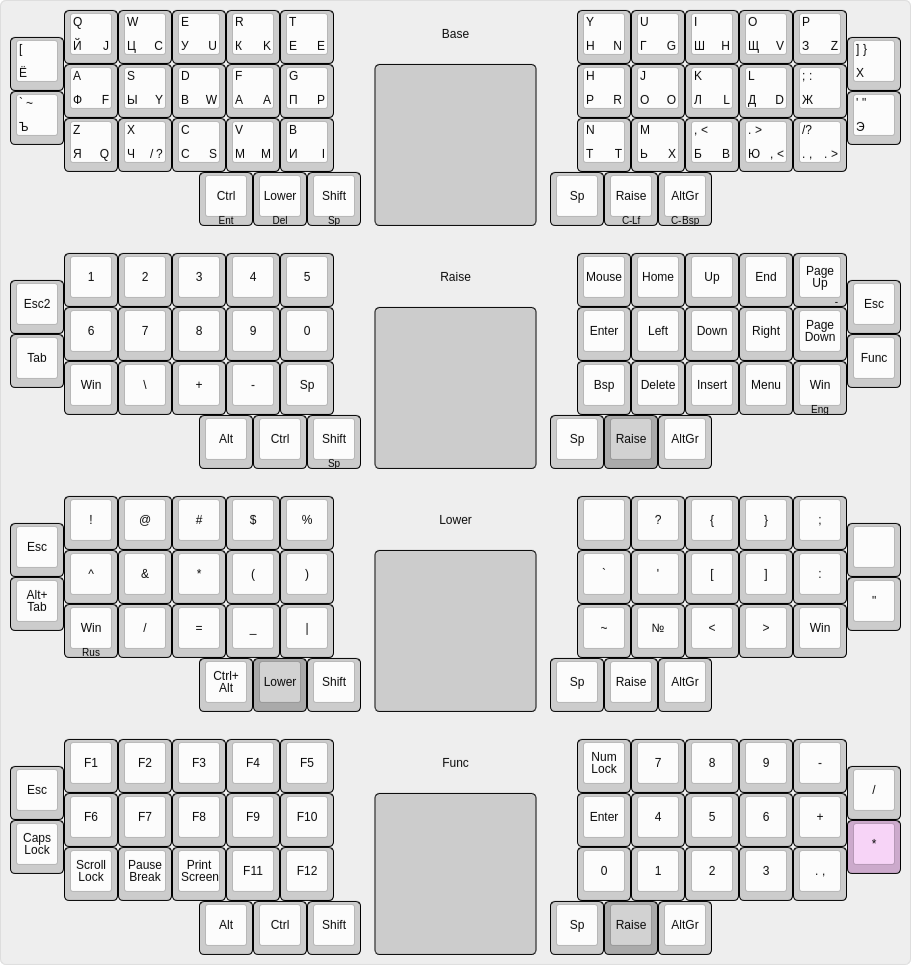 Q W E R T Base Y U I O P
[ Й J Ц C У U К K Е E Н N Г G Ш H Щ V З Z ] }
Ё Х
A S D F G H J K L ; :
` ~ Ф F Ы Y В W А A П P Р R О O Л L Д D Ж ' "
Ъ Э
Z X C V B N M , < . > /?
Я Q Ч / ? С S М M И I Т T Ь X Б B Ю , < . , . >
Ctrl Lower Shift Sp Raise AltGr
Ent Del Sp C-Lf C-Bsp
1 2 3 4 5 Raise Mouse Home Up End Page
Up
Esc2 - Esc
6 7 8 9 0 Enter Left Down Right Page
Down
Tab Func
Win \ + - Sp Bsp Delete Insert Menu Win
Eng
Alt Ctrl Shift Sp Raise AltGr
Sp
! @ # $ % Lower ? { } ;
Esc
^ & * ( ) ` ' [ ] :
Alt+
Tab "
Win / = _ | ~ № < > Win
Rus
Ctrl+
Alt Lower Shift Sp Raise AltGr
F1 F2 F3 F4 F5 Func Num
Lock 7 8 9 -
Esc /
F6 F7 F8 F9 F10 Enter 4 5 6 +
Caps
Lock *
Scroll
Lock Pause
Break Print
Screen F11 F12 0 1 2 3 . ,
Alt Ctrl Shift Sp Raise AltGr